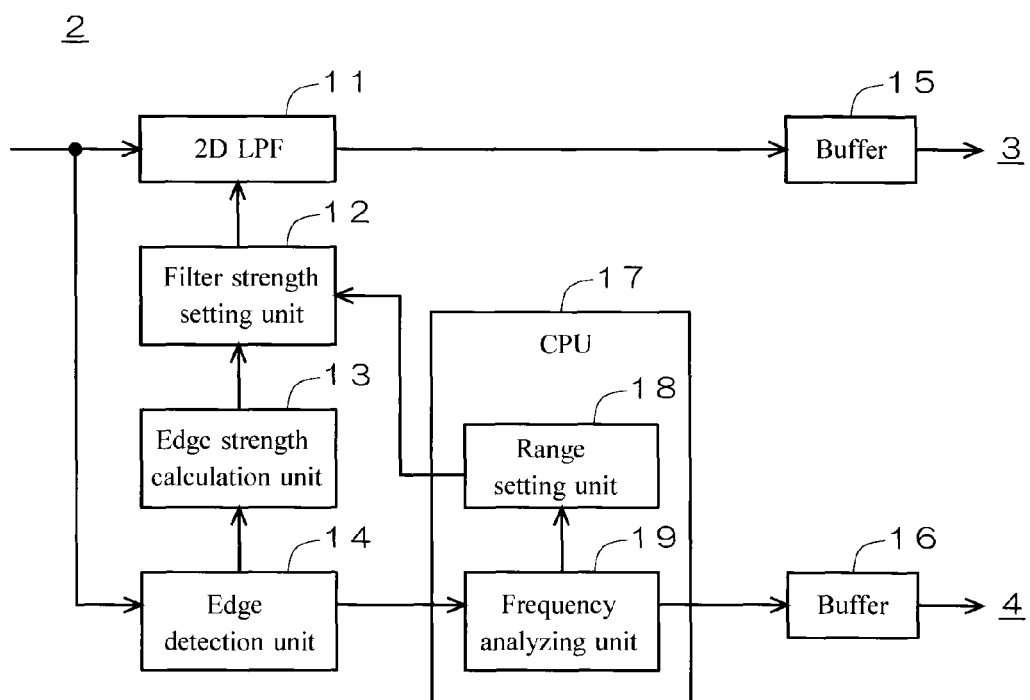 2
11
15
2D LPF
Buffer
3
12
Filter strength
setting unit
17
CPU
13
18
Edge strength
calculation unit
Range
setting unit
14
19
16
Edge
detection unit
Frequency
analyzing unit
Buffer
4